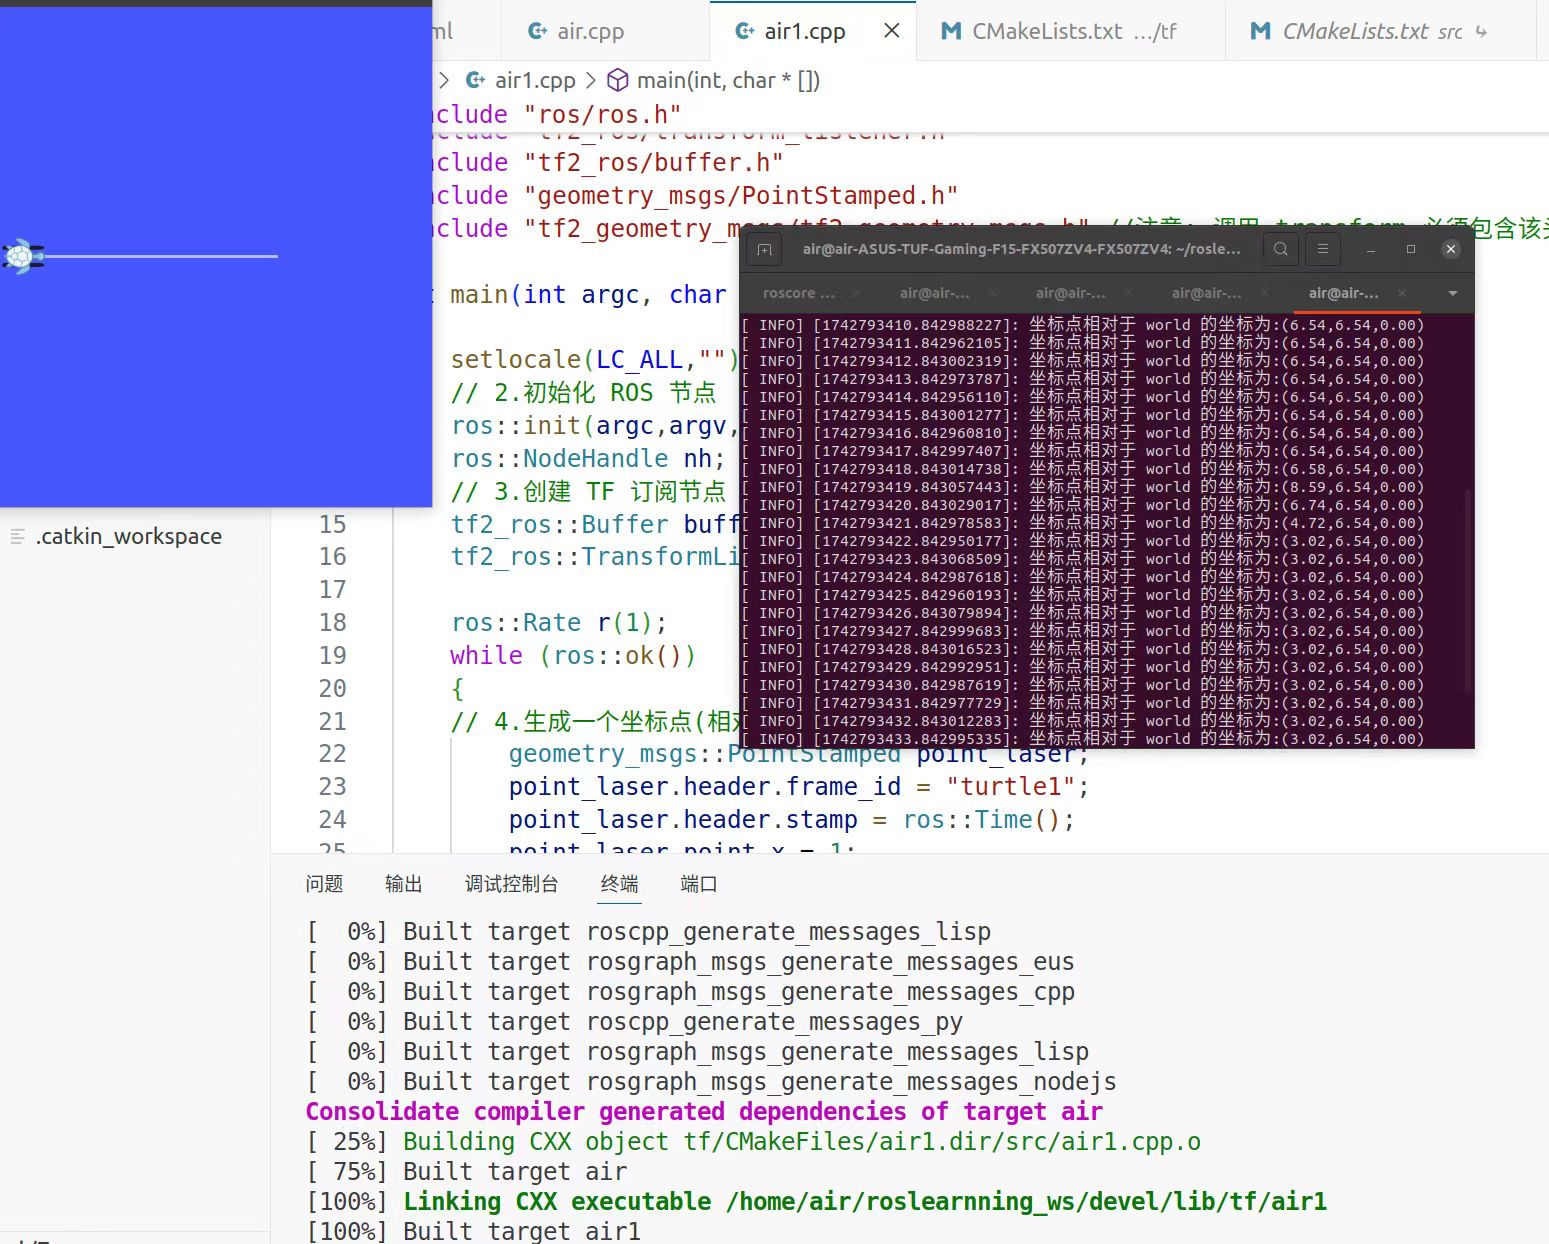 ml
air.cpp
air1.cpp
CMakeLists.txt .../tf
CMakeLists.txt src
air1.cpp
main(int, char * [])
nclude "ros/ros.h"
nclude "tf2_ros/transform_listener.h"
nclude "tf2_ros/buffer.h"
nclude "geometry_msgs/PointStamped.h"
nclude "tf2_geometry_msgs/tf2_geometry_msgs.h" //注意: 调用 transform 必须包含该头
main(int argc, char
setlocale(LC_ALL,"")
// 2.初始化 ROS 节点
ros::init(argc,argv,
ros::NodeHandle nh;
// 3.创建 TF 订阅节点
15 tf2_ros::Buffer buff
16 tf2_ros::TransformLi
17
18 ros::Rate r(1);
19 while (ros::ok())
20 {
21 // 4.生成一个坐标点(相对
22 geometry_msgs::PointStamped point_laser;
23 point_laser.header.frame_id = "turtle1";
24 point_laser.header.stamp = ros::Time();
25 point_laser.point.x = 1;
.catkin_workspace
air@air-ASUS-TUF-Gaming-F15-FX507ZV4-FX507ZV4: ~/rosle...
roscore ...
air@air-...
air@air-...
air@air-...
air@air-...
[ INFO] [1742793410.842988227]: 坐标点相对于 world 的坐标为:(6.54,6.54,0.00)
[ INFO] [1742793411.842962105]: 坐标点相对于 world 的坐标为:(6.54,6.54,0.00)
[ INFO] [1742793412.843002319]: 坐标点相对于 world 的坐标为:(6.54,6.54,0.00)
[ INFO] [1742793413.842973787]: 坐标点相对于 world 的坐标为:(6.54,6.54,0.00)
[ INFO] [1742793414.842956110]: 坐标点相对于 world 的坐标为:(6.54,6.54,0.00)
[ INFO] [1742793415.843001277]: 坐标点相对于 world 的坐标为:(6.54,6.54,0.00)
[ INFO] [1742793416.842960810]: 坐标点相对于 world 的坐标为:(6.54,6.54,0.00)
[ INFO] [1742793417.842997407]: 坐标点相对于 world 的坐标为:(6.54,6.54,0.00)
[ INFO] [1742793418.843014738]: 坐标点相对于 world 的坐标为:(6.58,6.54,0.00)
[ INFO] [1742793419.843057443]: 坐标点相对于 world 的坐标为:(8.59,6.54,0.00)
[ INFO] [1742793420.843029017]: 坐标点相对于 world 的坐标为:(6.74,6.54,0.00)
[ INFO] [1742793421.842978583]: 坐标点相对于 world 的坐标为:(4.72,6.54,0.00)
[ INFO] [1742793422.842950177]: 坐标点相对于 world 的坐标为:(3.02,6.54,0.00)
[ INFO] [1742793423.843068509]: 坐标点相对于 world 的坐标为:(3.02,6.54,0.00)
[ INFO] [1742793424.842987618]: 坐标点相对于 world 的坐标为:(3.02,6.54,0.00)
[ INFO] [1742793425.842960193]: 坐标点相对于 world 的坐标为:(3.02,6.54,0.00)
[ INFO] [1742793426.843079894]: 坐标点相对于 world 的坐标为:(3.02,6.54,0.00)
[ INFO] [1742793427.842999683]: 坐标点相对于 world 的坐标为:(3.02,6.54,0.00)
[ INFO] [1742793428.843016523]: 坐标点相对于 world 的坐标为:(3.02,6.54,0.00)
[ INFO] [1742793429.842992951]: 坐标点相对于 world 的坐标为:(3.02,6.54,0.00)
[ INFO] [1742793430.842987619]: 坐标点相对于 world 的坐标为:(3.02,6.54,0.00)
[ INFO] [1742793431.842977729]: 坐标点相对于 world 的坐标为:(3.02,6.54,0.00)
[ INFO] [1742793432.843012283]: 坐标点相对于 world 的坐标为:(3.02,6.54,0.00)
[ INFO] [1742793433.842995335]: 坐标点相对于 world 的坐标为:(3.02,6.54,0.00)
问题 输出 调试控制台 终端 端口
[  0%] Built target roscpp_generate_messages_lisp
[  0%] Built target rosgraph_msgs_generate_messages_eus
[  0%] Built target rosgraph_msgs_generate_messages_cpp
[  0%] Built target roscpp_generate_messages_py
[  0%] Built target rosgraph_msgs_generate_messages_lisp
[  0%] Built target rosgraph_msgs_generate_messages_nodejs
Consolidate compiler generated dependencies of target air
[ 25%] Building CXX object tf/CMakeFiles/air1.dir/src/air1.cpp.o
[ 75%] Built target air
[100%] Linking CXX executable /home/air/roslearnning_ws/devel/lib/tf/air1
[100%] Built target air1